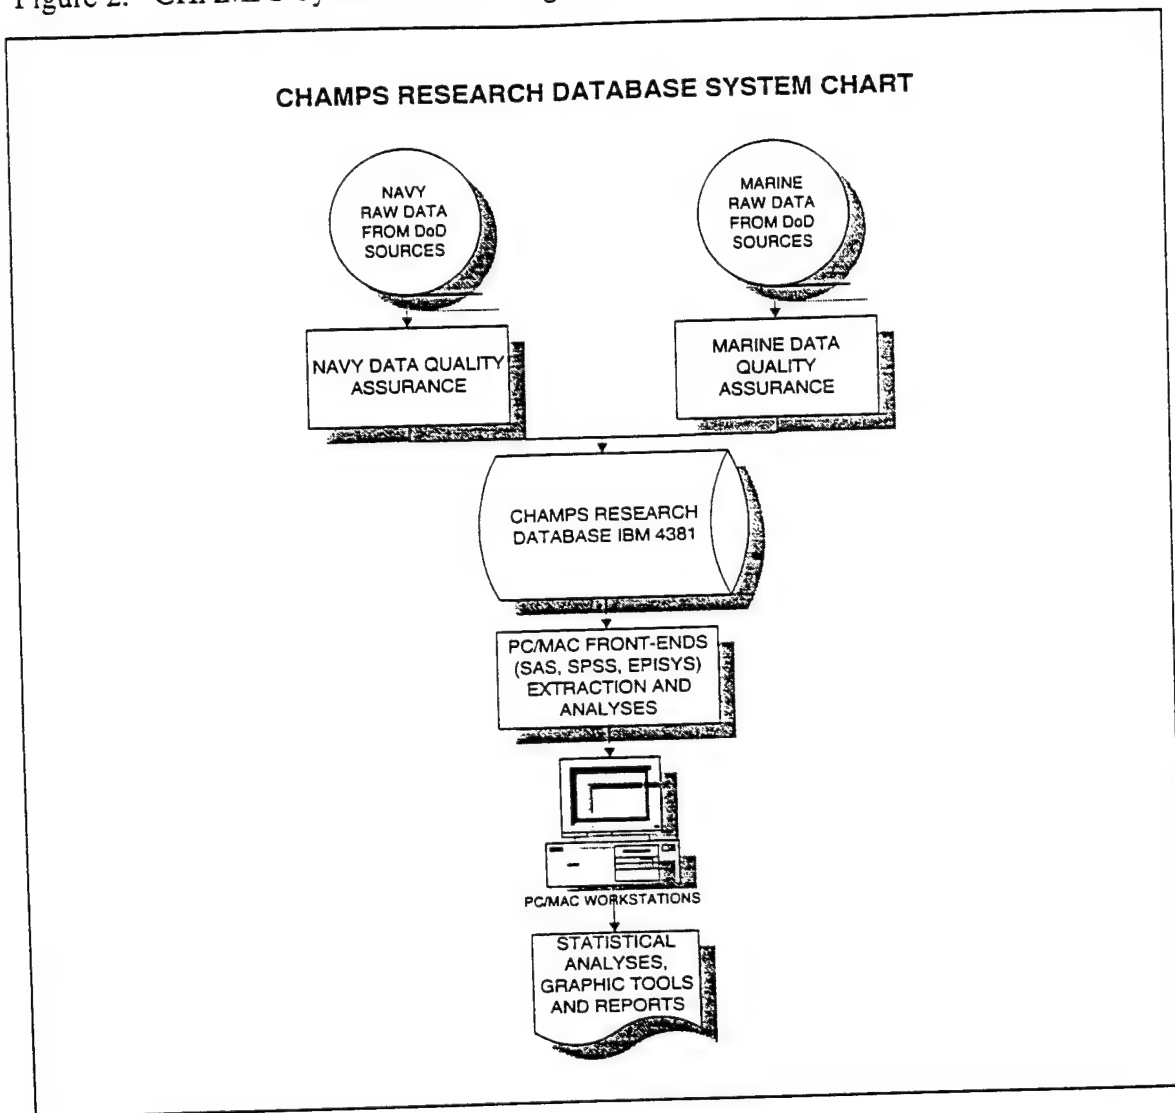 Figure 2.
CHAMPS RESEARCH DATABASE SYSTEM CHART
NAVY
RAW DATA
FROM DoD
SOURCES
MARINE
RAW DATA
FROM DoD
SOURCES
NAVY DATA QUALITY
ASSURANCE
MARINE DATA
QUALITY
ASSURANCE
CHAMPS RESEARCH
DATABASE IBM 4381
PC/MAC FRONT-ENDS
(SAS, SPSS, EPISYS)
EXTRACTION AND
ANALYSES
PC/MAC WORKSTATIONS
STATISTICAL
ANALYSES,
GRAPHIC TOOLS
AND REPORTS